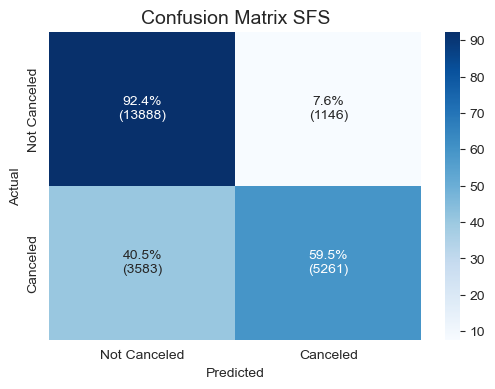 Confusion Matrix SFS
Actual
Not Canceled
Canceled
92.4%
(13888)
7.6%
(1146)
40.5%
(3583)
59.5%
(5261)
Not Canceled
Canceled
Predicted
90
80
70
60
50
40
30
20
10